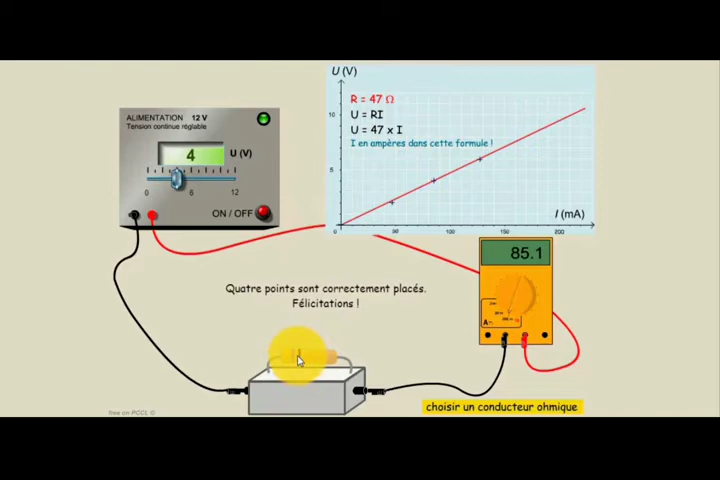 U (V)
R = 47 Ω
U = RI
U = 47 x I
I en ampères dans cette formule !
10
5
0
50
100
150
200
I (mA)
ALIMENTATION 12 V
Tension continue réglable
4
U (V)
0
6
12
ON / OFF
85.1
A
Quatre points sont correctement placés.
Félicitations !
choisir un conducteur ohmique